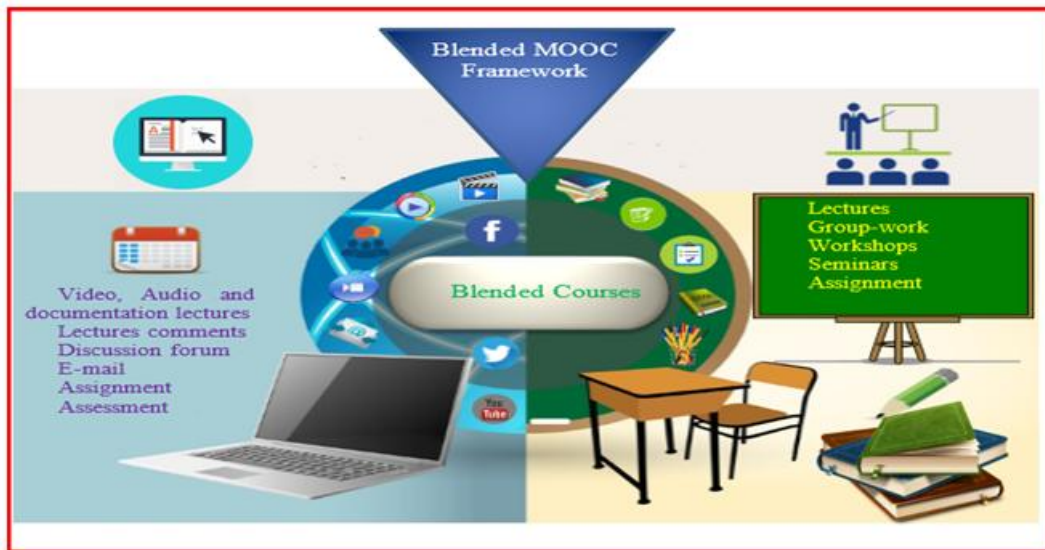 Blended MOOC
Framework
Video, Audio and
documentation lectures
Lectures comments
Discussion forum
E-mail
Assignment
Assessment
Blended Courses
You
Tube
Lectures
Group-work
Workshops
Seminars
Assignment